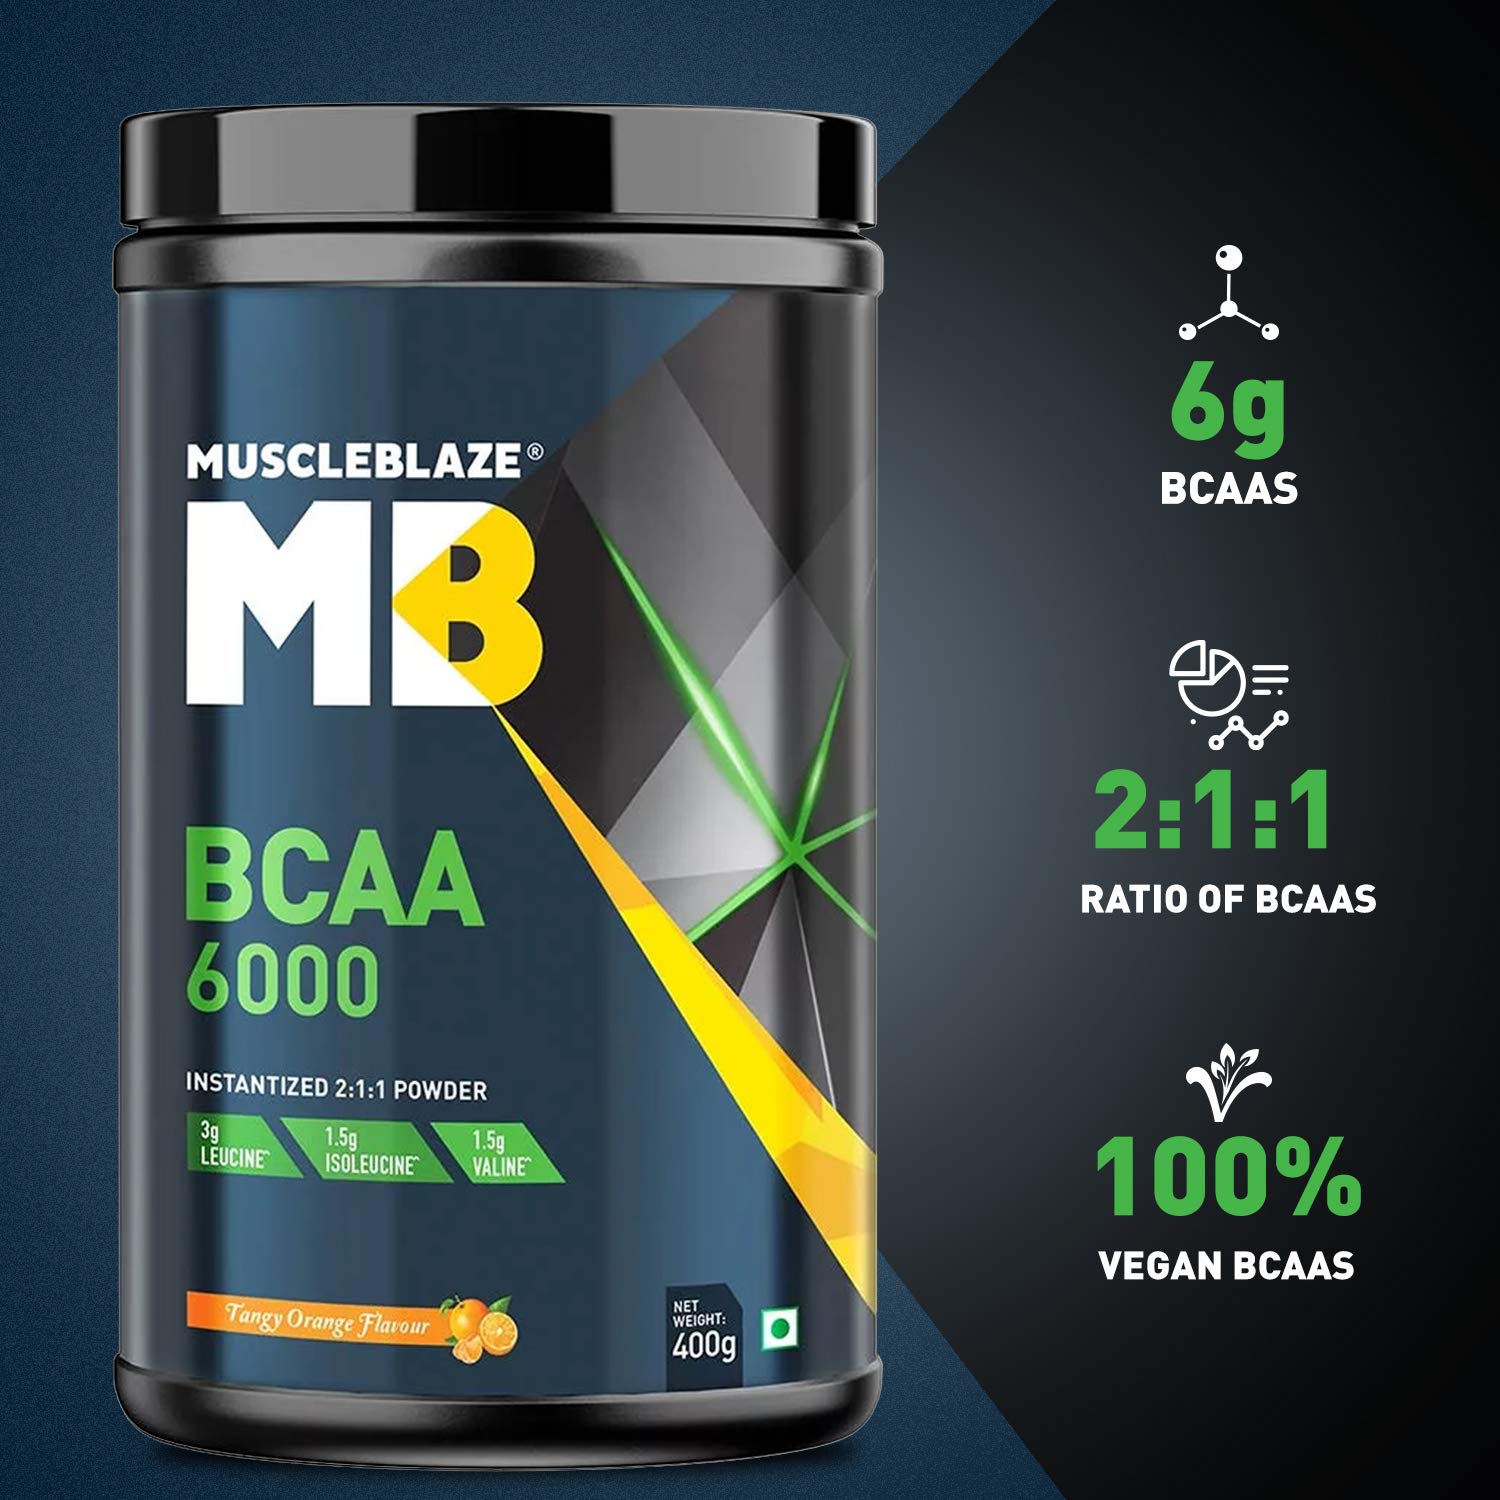 MUSCLEBLAZE®
MB
BCAA
6000
INSTANTIZED 2:1:1 POWDER
3g
LEUCINE^
1.5g
ISOLEUCINE^
1.5g
VALINE^
Tangy Orange Flavour
NET
WEIGHT:
400g
6g
BCAAS
2:1:1
RATIO OF BCAAS
100%
VEGAN BCAAS